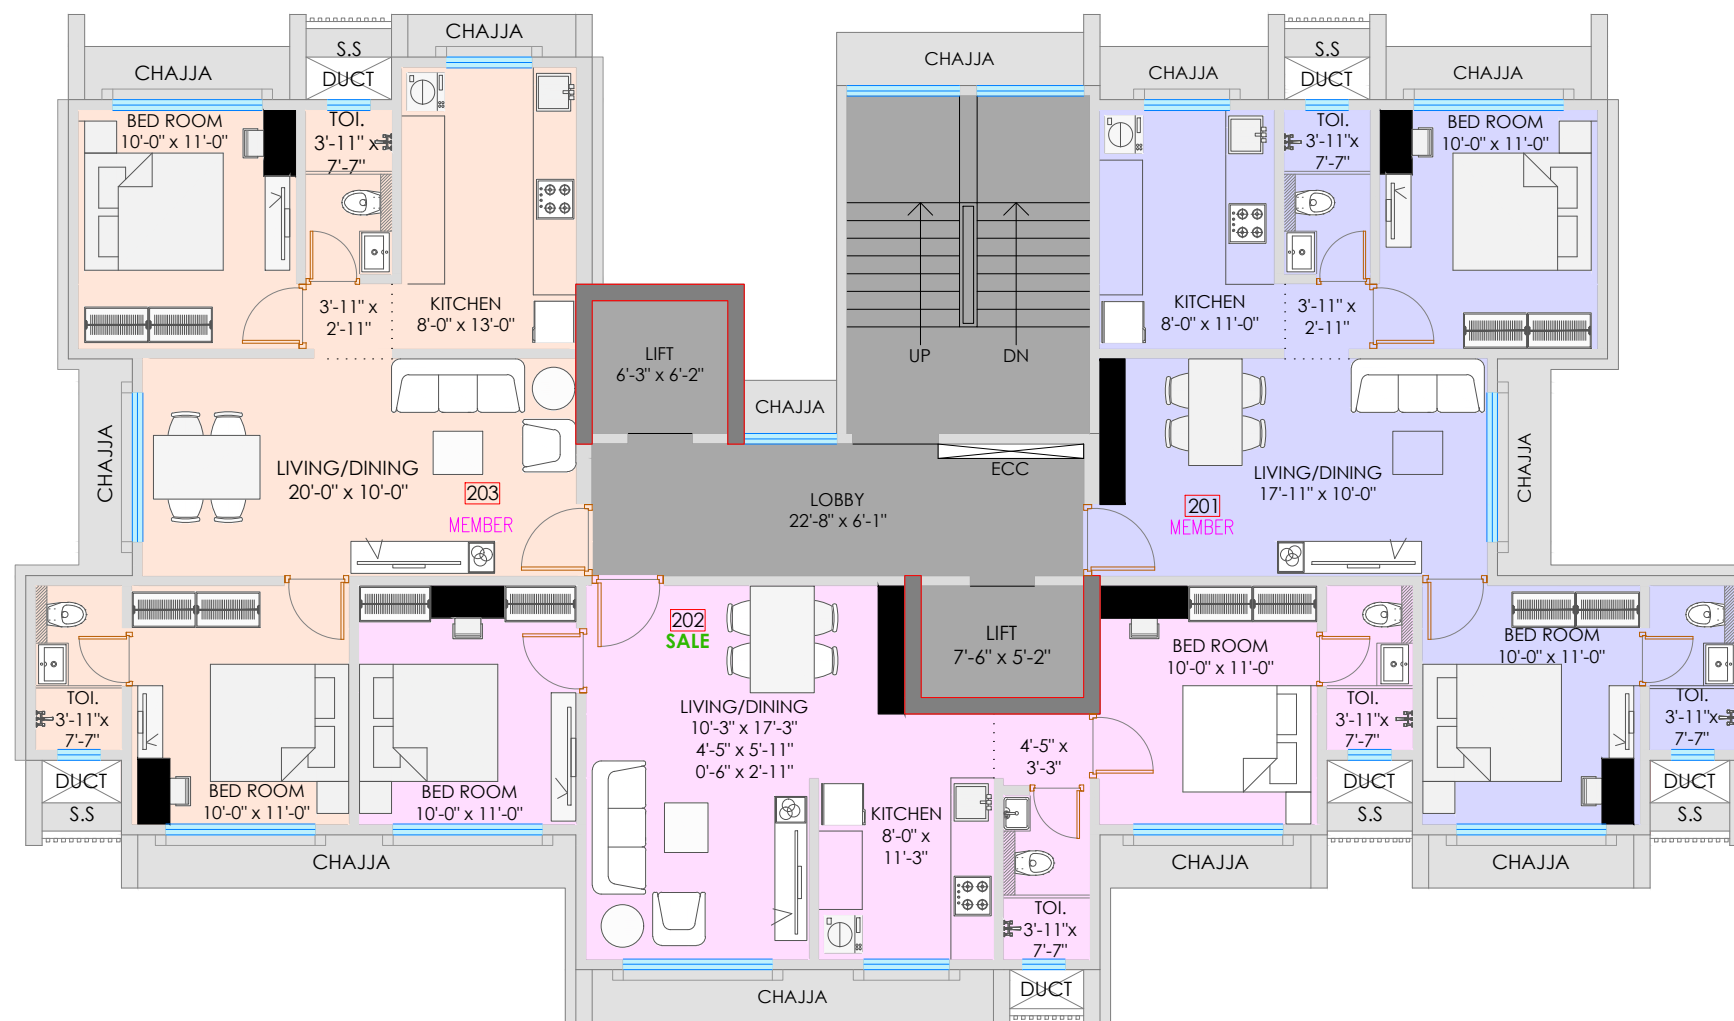 CHAJJA
S.S
DUCT
CHAJJA
CHAJJA
CHAJJA
S.S
DUCT
CHAJJA
BED ROOM
10'-0" x 11'-0"
TOI.
3'-11" x
7'-7"
3'-11" x
2'-11"
KITCHEN
8'-0" x 13'-0"
LIFT
6'-3" x 6'-2"
CHAJJA
UP
DN
KITCHEN
8'-0" x 11'-0"
TOI.
3'-11"x
7'-7"
3'-11" x
2'-11"
BED ROOM
10'-0" x 11'-0"
CHAJJA
LIVING/DINING
20'-0" x 10'-0"
203
MEMBER
LOBBY
22'-8" x 6'-1"
ECC
LIVING/DINING
17'-11" x 10'-0"
201
MEMBER
CHAJJA
TOI.
3'-11"x
7'-7"
DUCT
S.S
BED ROOM
10'-0" x 11'-0"
BED ROOM
10'-0" x 11'-0"
202
SALE
LIVING/DINING
10'-3" x 17'-3"
4'-5" x 5'-11"
0'-6" x 2'-11"
LIFT
7'-6" x 5'-2"
4'-5" x
3'-3"
KITCHEN
8'-0" x
11'-3"
TOI.
3'-11"x
7'-7"
DUCT
BED ROOM
10'-0" x 11'-0"
TOI.
3'-11"x
7'-7"
DUCT
S.S
BED ROOM
10'-0" x 11'-0"
TOI.
3'-11"x
7'-7"
DUCT
S.S
CHAJJA
CHAJJA
CHAJJA
CHAJJA